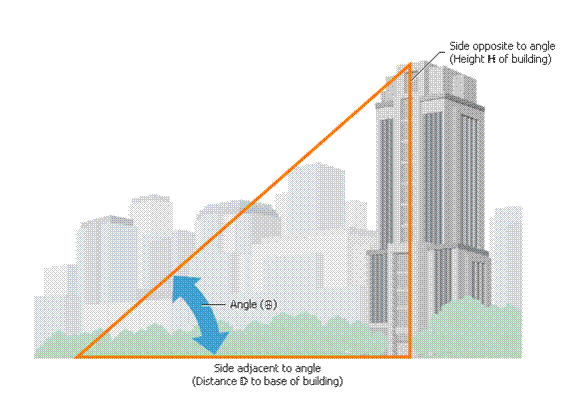 Side opposite to angle
(Height H of building)
Angle (Θ)
Side adjacent to angle
(Distance D to base of building)